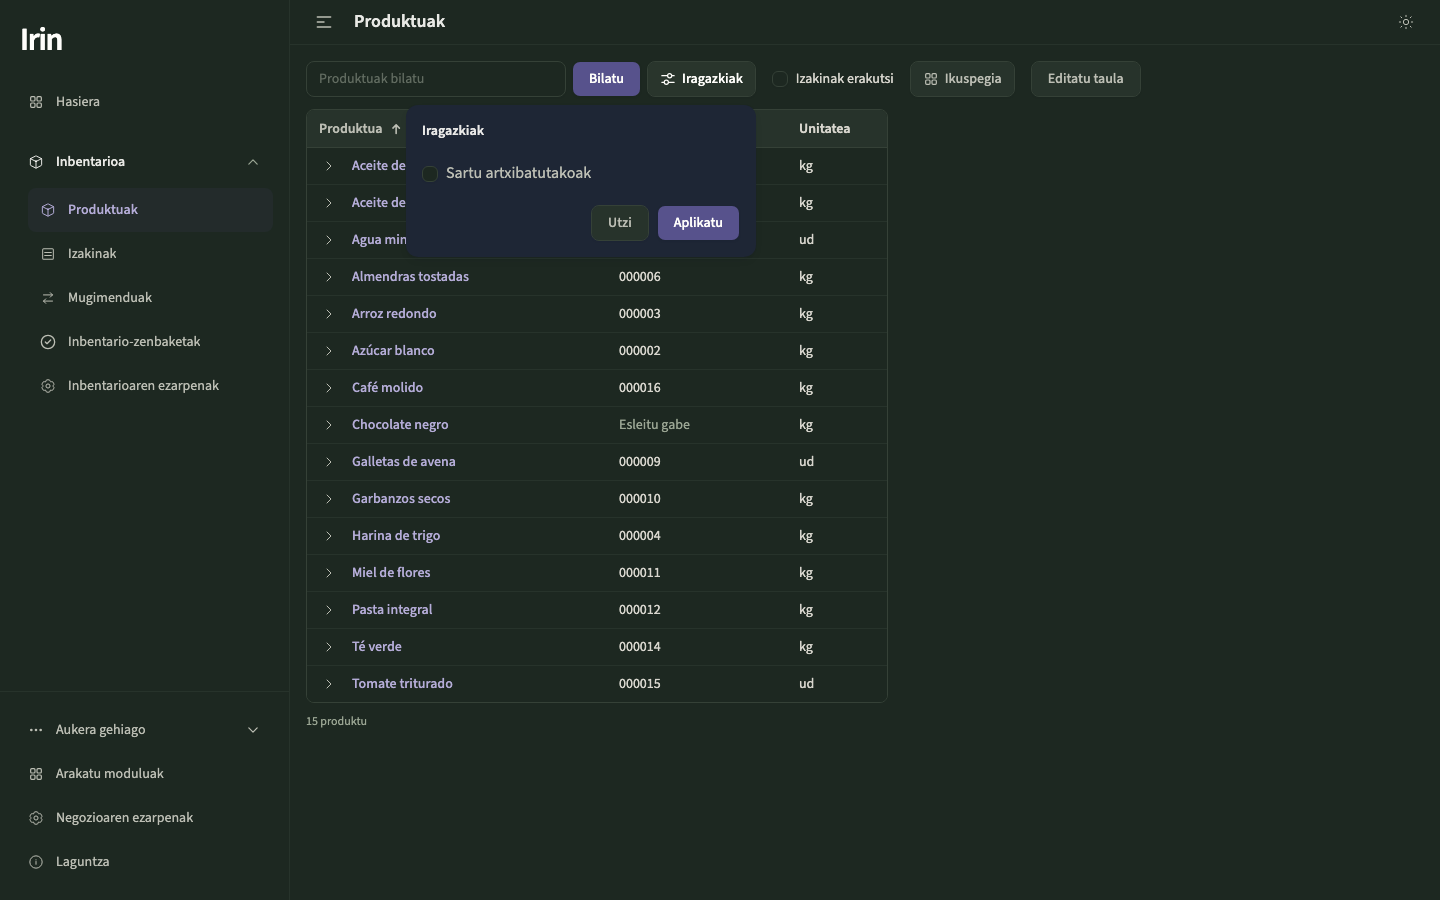 Irin
Hasiera
Inbentarioa
Produktuak
Izakinak
Mugimenduak
Inbentario-zenbaketak
Inbentarioaren ezarpenak
Aukera gehiago
Arakatu moduluak
Negozioaren ezarpenak
Laguntza
Produktuak
Produktuak bilatu
Bilatu
Iragazkiak
Izakinak erakutsi
Ikuspegia
Editatu taula
Produktua
Unitatea
Iragazkiak
Sartu artxibatutakoak
Utzi
Aplikatu
Aceite de
kg
Aceite de
kg
Agua min
ud
Almendras tostadas 000006 kg
Arroz redondo 000003 kg
Azúcar blanco 000002 kg
Café molido 000016 kg
Chocolate negro Esleitu gabe kg
Galletas de avena 000009 ud
Garbanzos secos 000010 kg
Harina de trigo 000004 kg
Miel de flores 000011 kg
Pasta integral 000012 kg
Té verde 000014 kg
Tomate triturado 000015 ud
15 produktu